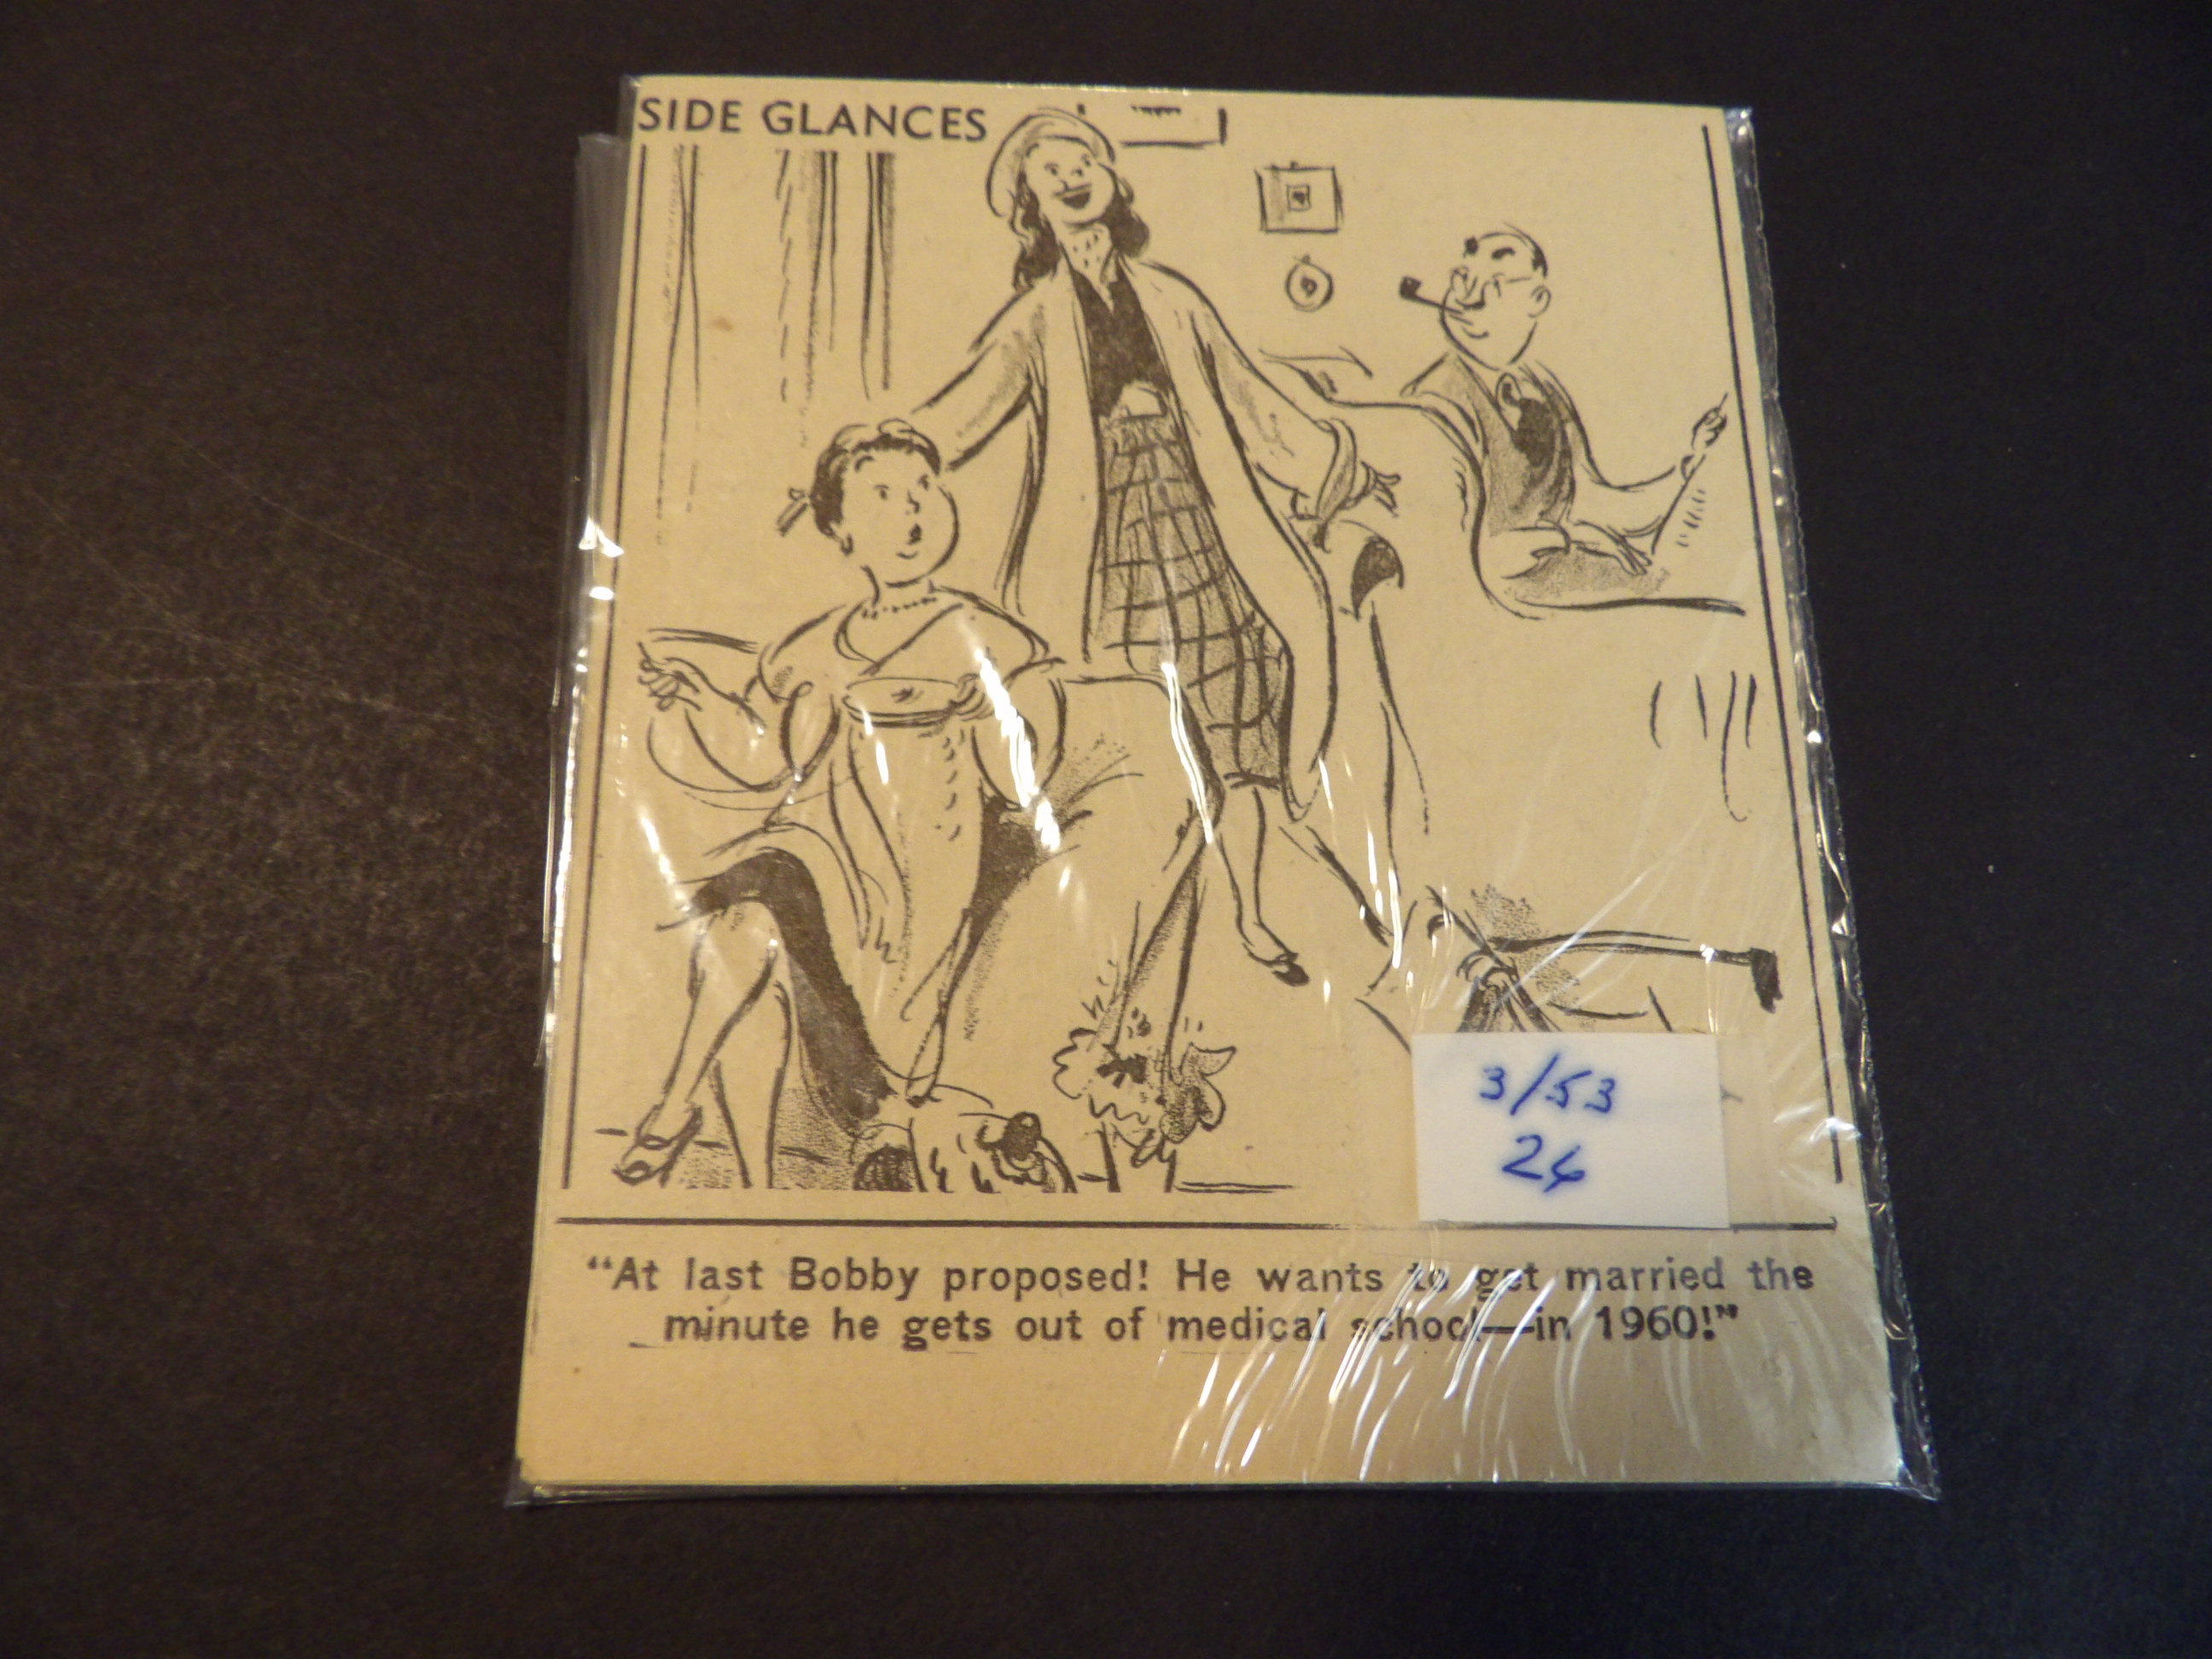 SIDE GLANCES
3/53
26
“At last Bobby proposed! He wants to get married the
minute he gets out of medical school—in 1960!”